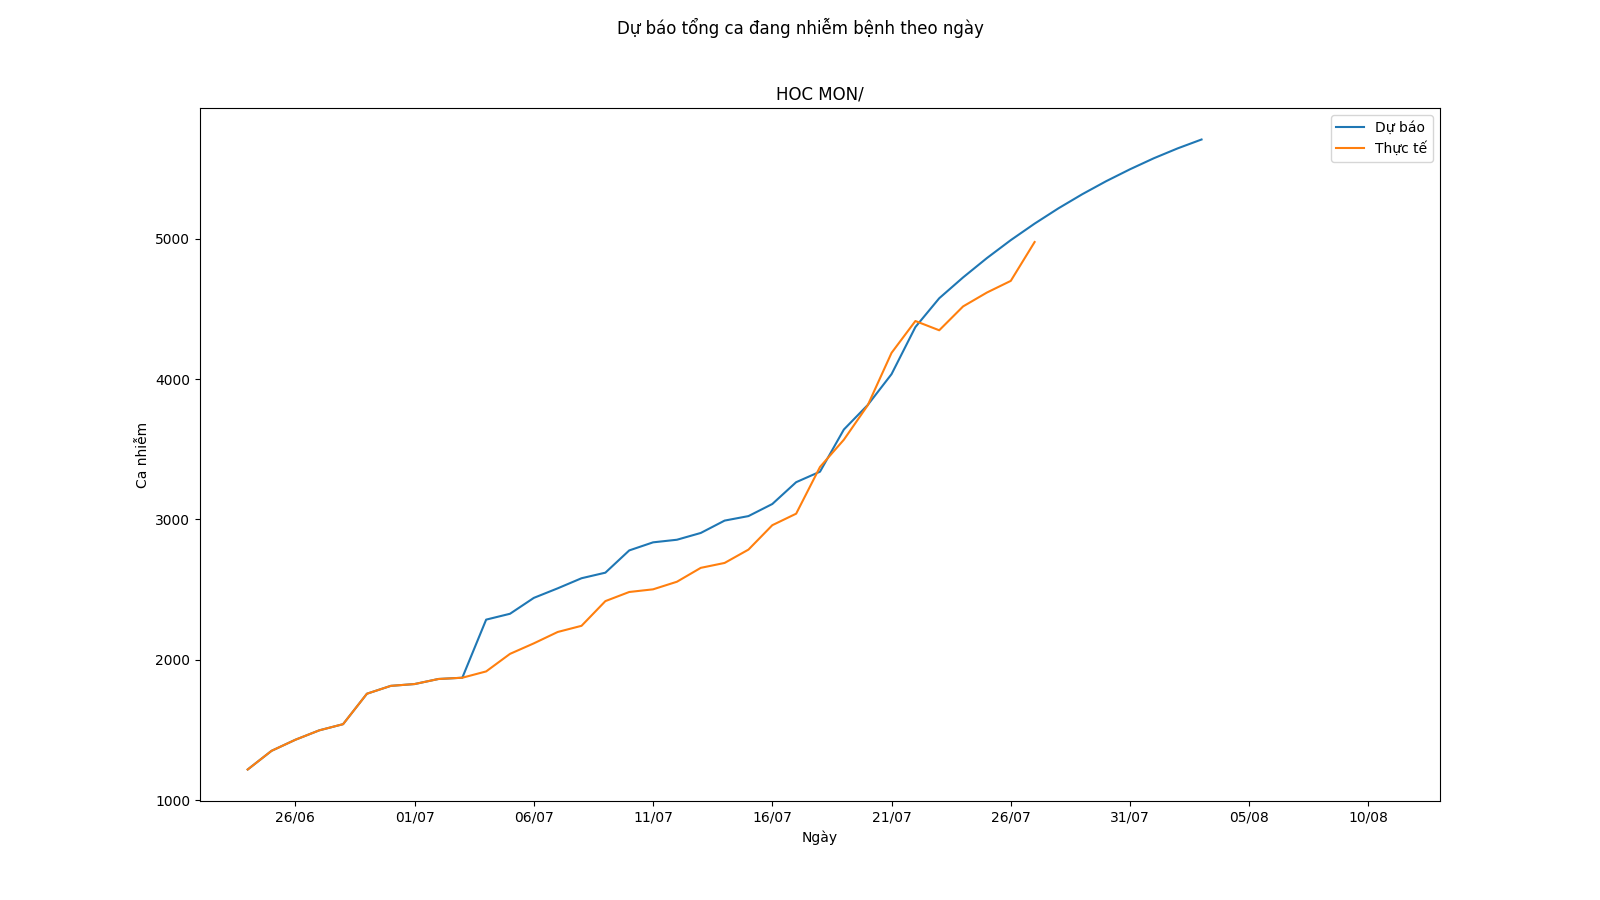 Dự báo tổng ca đang nhiễm bệnh theo ngày
HOC MON/
Dự báo
Thực tế
5000
4000
3000
2000
1000
Ca nhiễm
26/06
01/07
06/07
11/07
16/07
21/07
26/07
31/07
05/08
10/08
Ngày